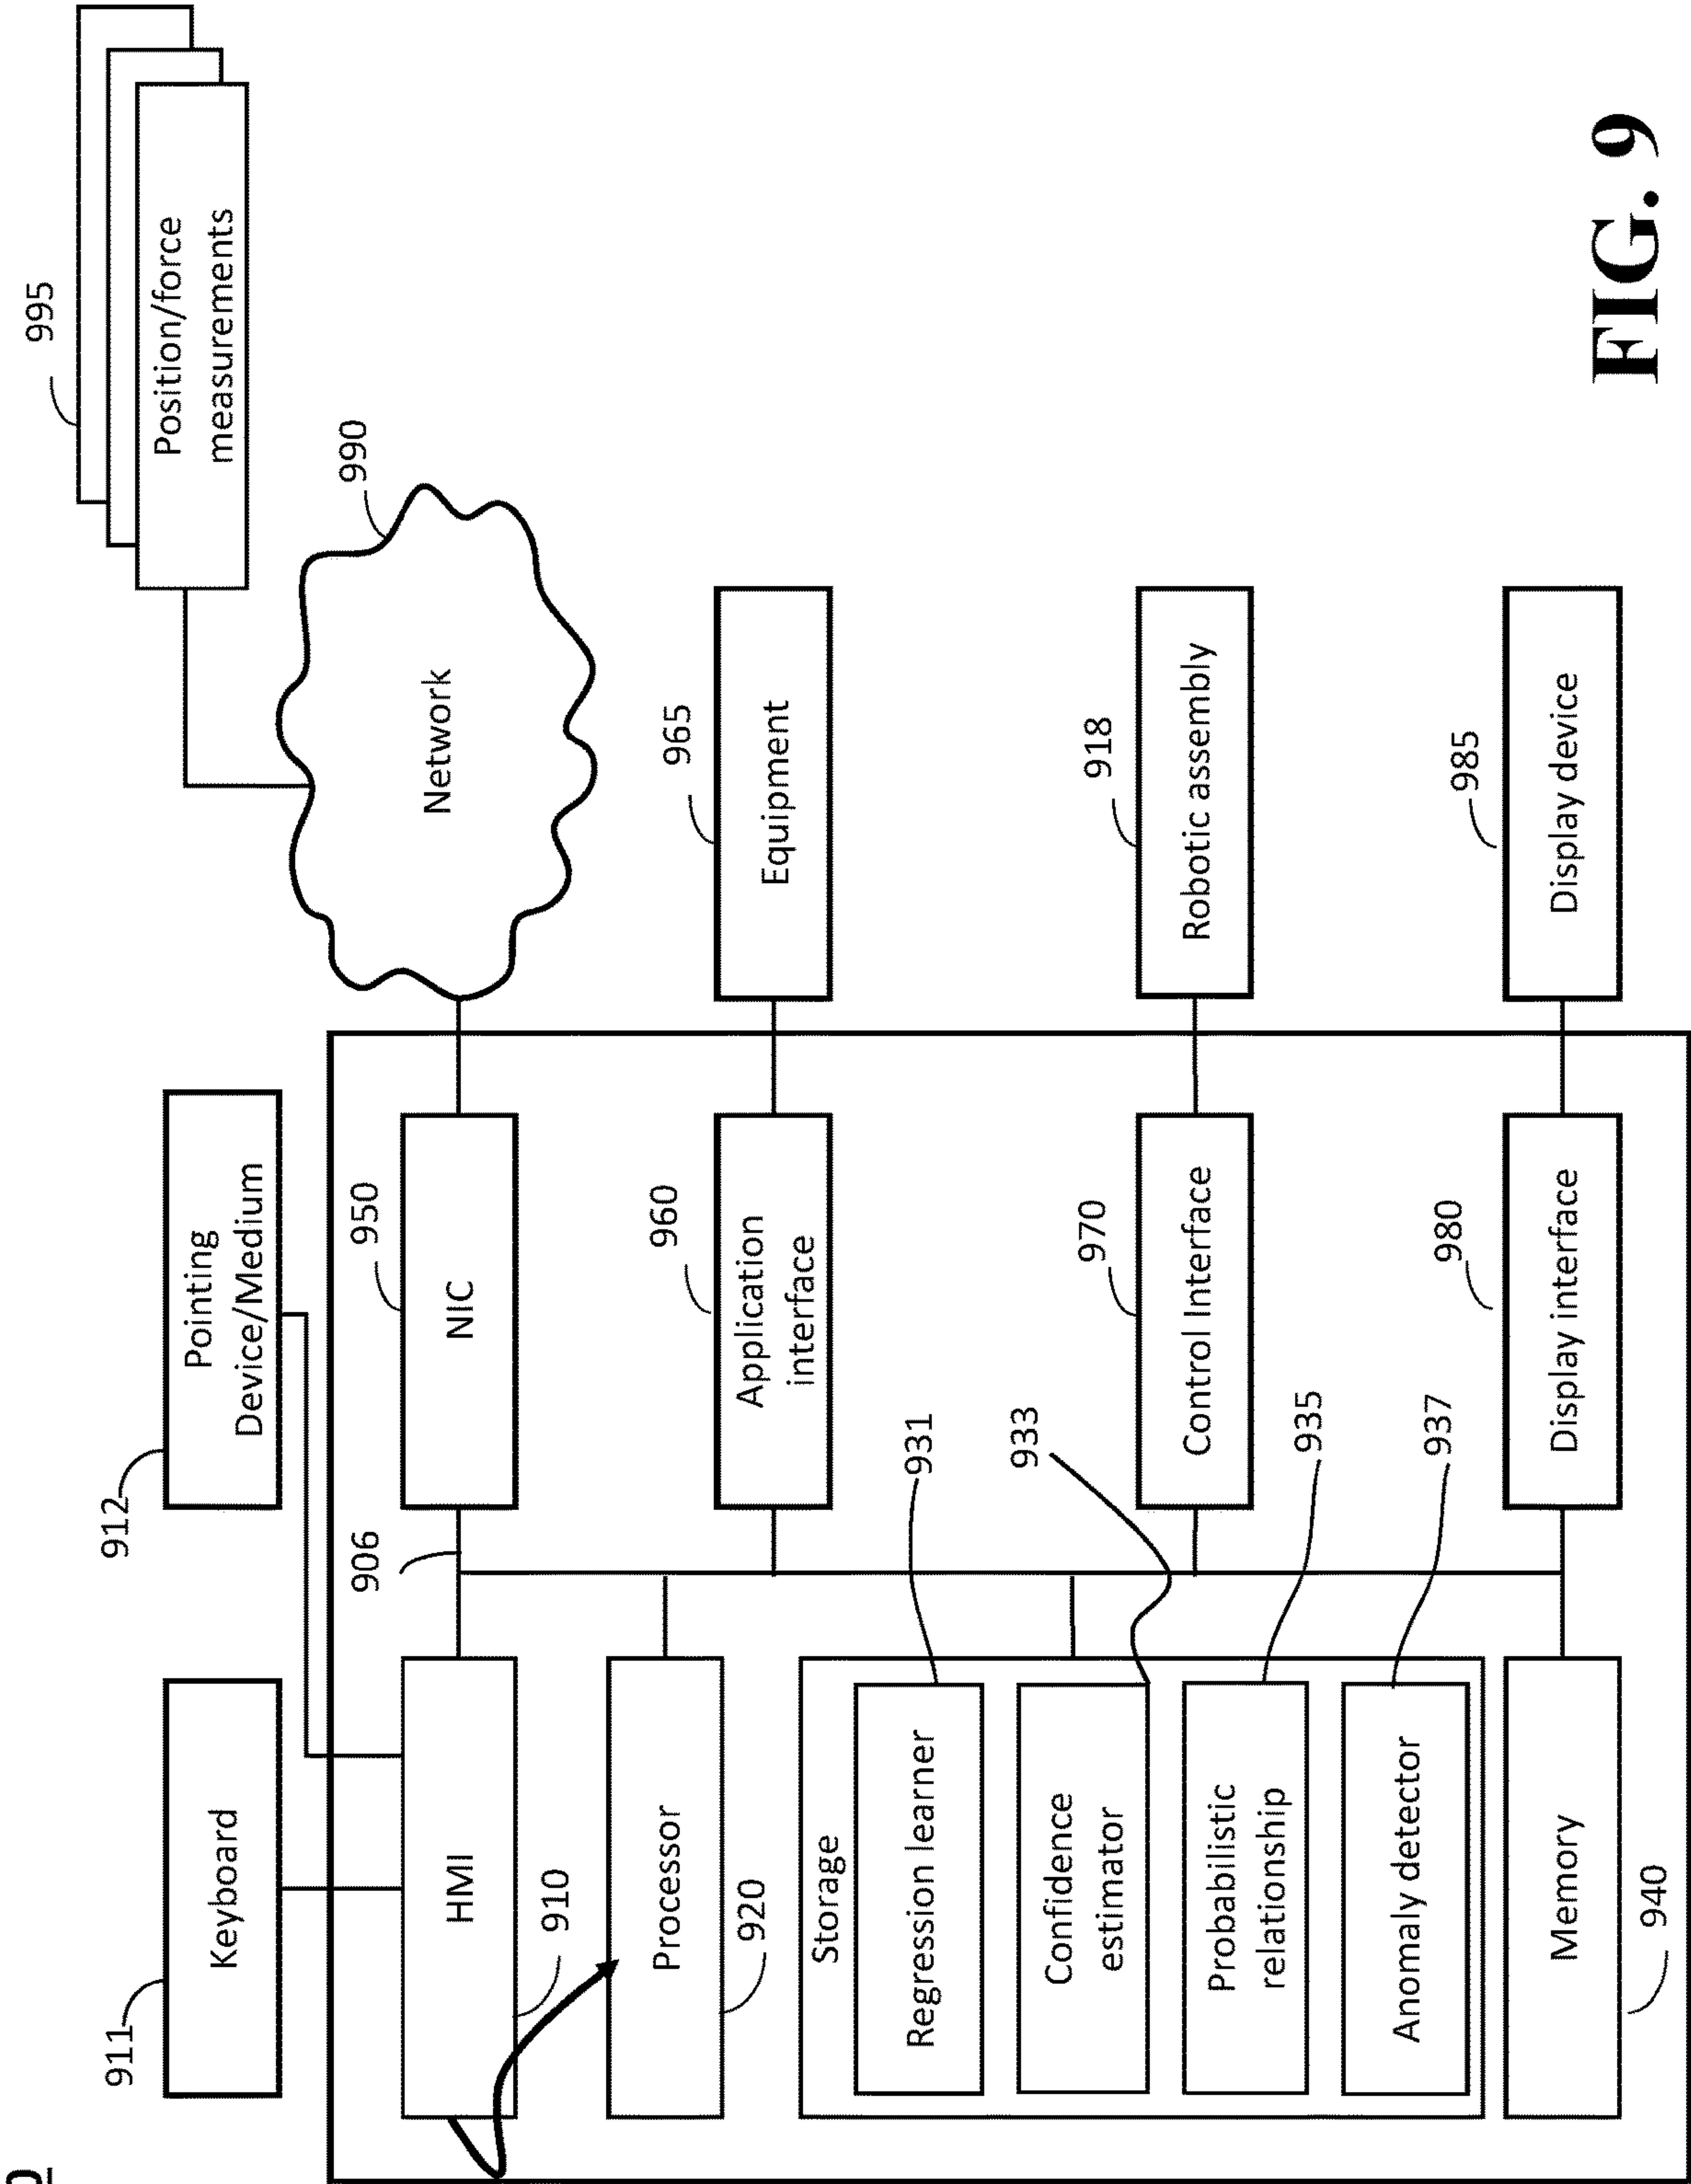 995
Position/force
measurements
990
Network
911
Keyboard
912
Pointing
Device/Medium
HMI
910
906
950
NIC
Processor
920
960
Application
interface
965
Equipment
Storage
931
Regression learner
933
Confidence
estimator
935
Probabilistic
relationship
937
Anomaly detector
970
Control Interface
918
Robotic assembly
Memory
940
980
Display interface
985
Display device
FIG. 9